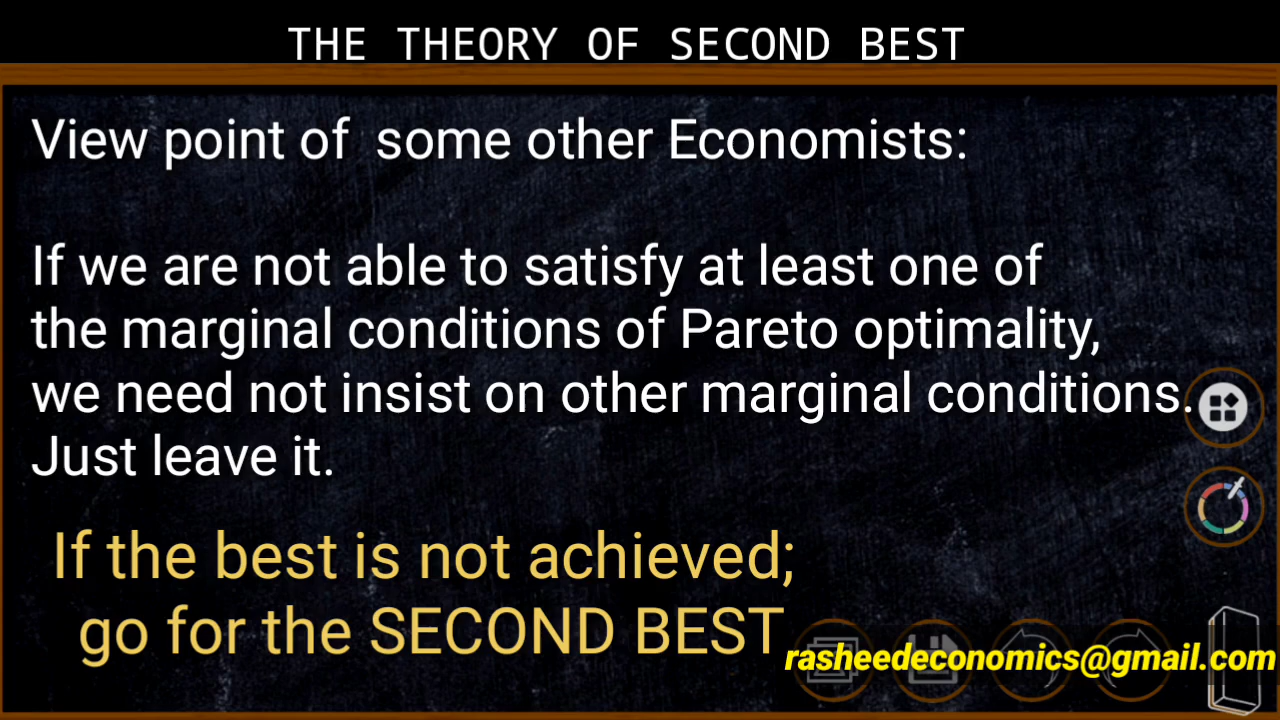 THE THEORY OF SECOND BEST
View point of some other Economists:
If we are not able to satisfy at least one of
the marginal conditions of Pareto optimality,
we need not insist on other marginal conditions.
Just leave it.
If the best is not achieved;
go for the SECOND BEST
rasheedeconomics@gmail.com